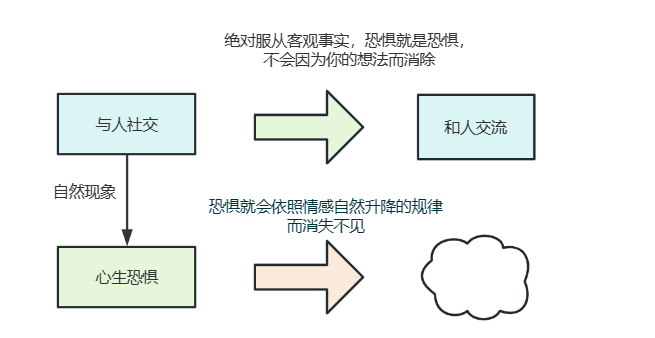 绝对服从客观事实，恐惧就是恐惧，
不会因为你的想法而消除
与人社交
和人交流
自然现象
恐惧就会依照情感自然升降的规律
而消失不见
心生恐惧